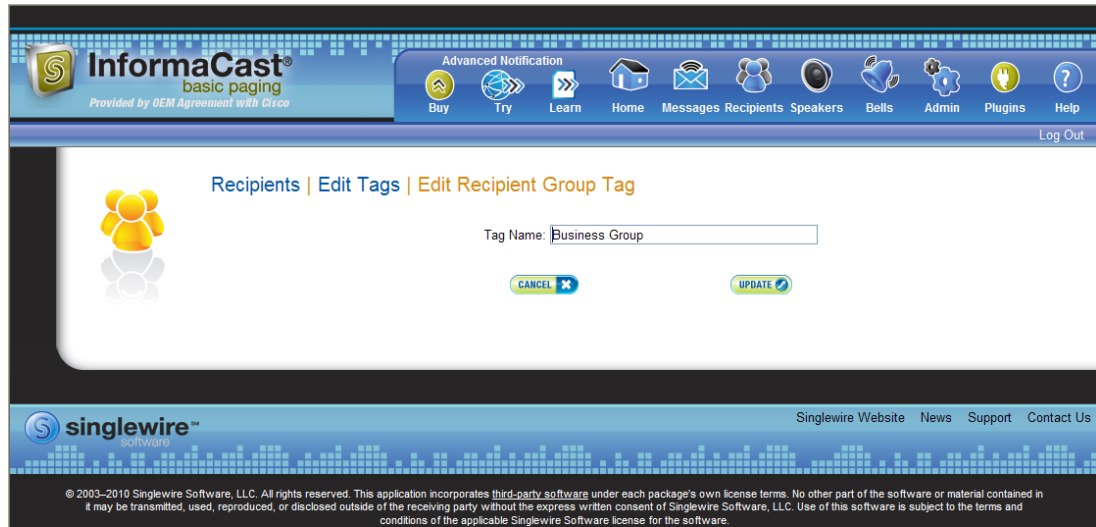 InformaCast®
basic paging
Provided by OEM Agreement with Cisco
Advanced Notification
Buy Try Learn Home Messages Recipients Speakers Bells Admin Plugins Help
Log Out
Recipients | Edit Tags | Edit Recipient Group Tag
Tag Name: Business Group
CANCEL
UPDATE
singlewire℠
software
Singlewire Website News Support Contact Us
© 2003–2010 Singlewire Software, LLC. All rights reserved. This application incorporates third-party software under each package's own license terms. No other part of the software or material contained in
it may be transmitted, used, reproduced, or disclosed outside of the receiving party without the express written consent of Singlewire Software, LLC. Use of this software is subject to the terms and
conditions of the applicable Singlewire Software license for the software.